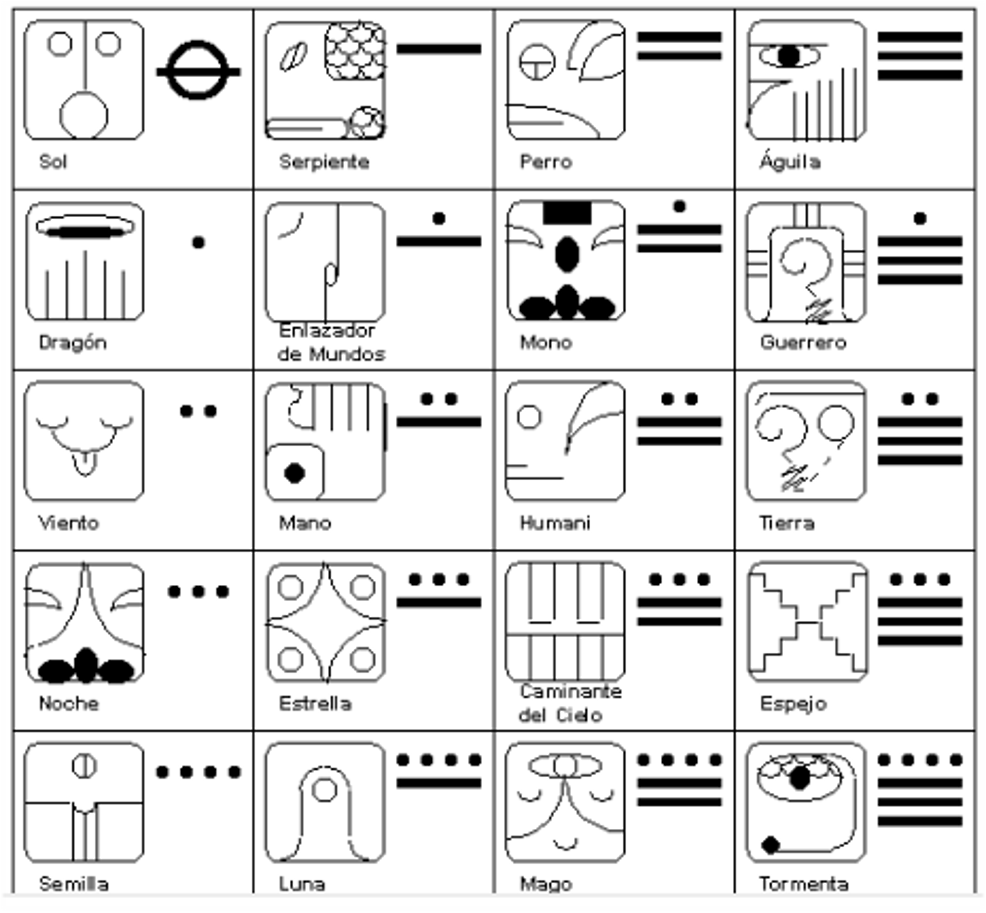 Sol
Serpiente
Perro
Águila
Dragón
Enlazador
de Mundos
Mono
Guerrero
Viento
Mano
Humani
Tierra
Noche
Estrella
Caminante
del Cielo
Espejo
Semilla
Luna
Mago
Tormenta